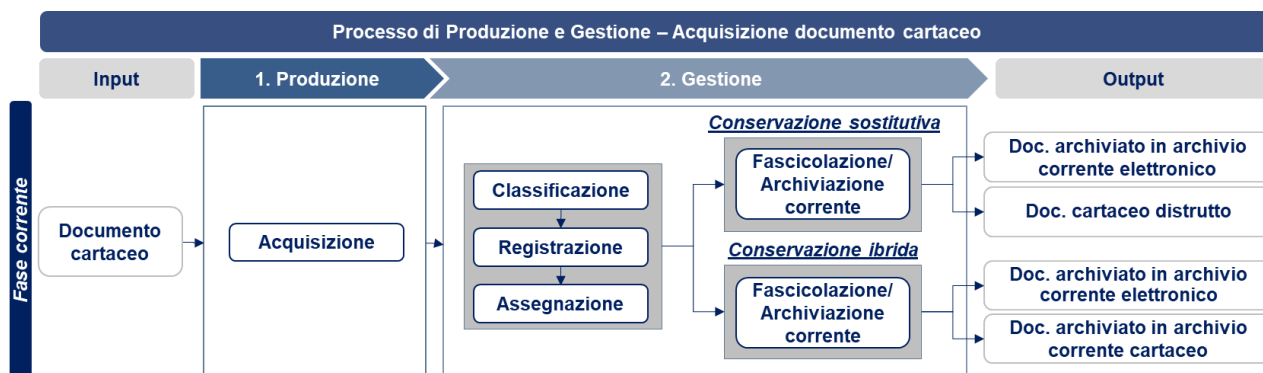 Processo di Produzione e Gestione – Acquisizione documento cartaceo
Input
1. Produzione
2. Gestione
Output
Fase corrente
Documento
cartaceo
Acquisizione
Classificazione
Registrazione
Assegnazione
Conservazione sostitutiva
Fascicolazione/
Archiviazione
corrente
Conservazione ibrida
Fascicolazione/
Archiviazione
corrente
Doc. archiviato in archivio
corrente elettronico
Doc. cartaceo distrutto
Doc. archiviato in archivio
corrente elettronico
Doc. archiviato in archivio
corrente cartaceo